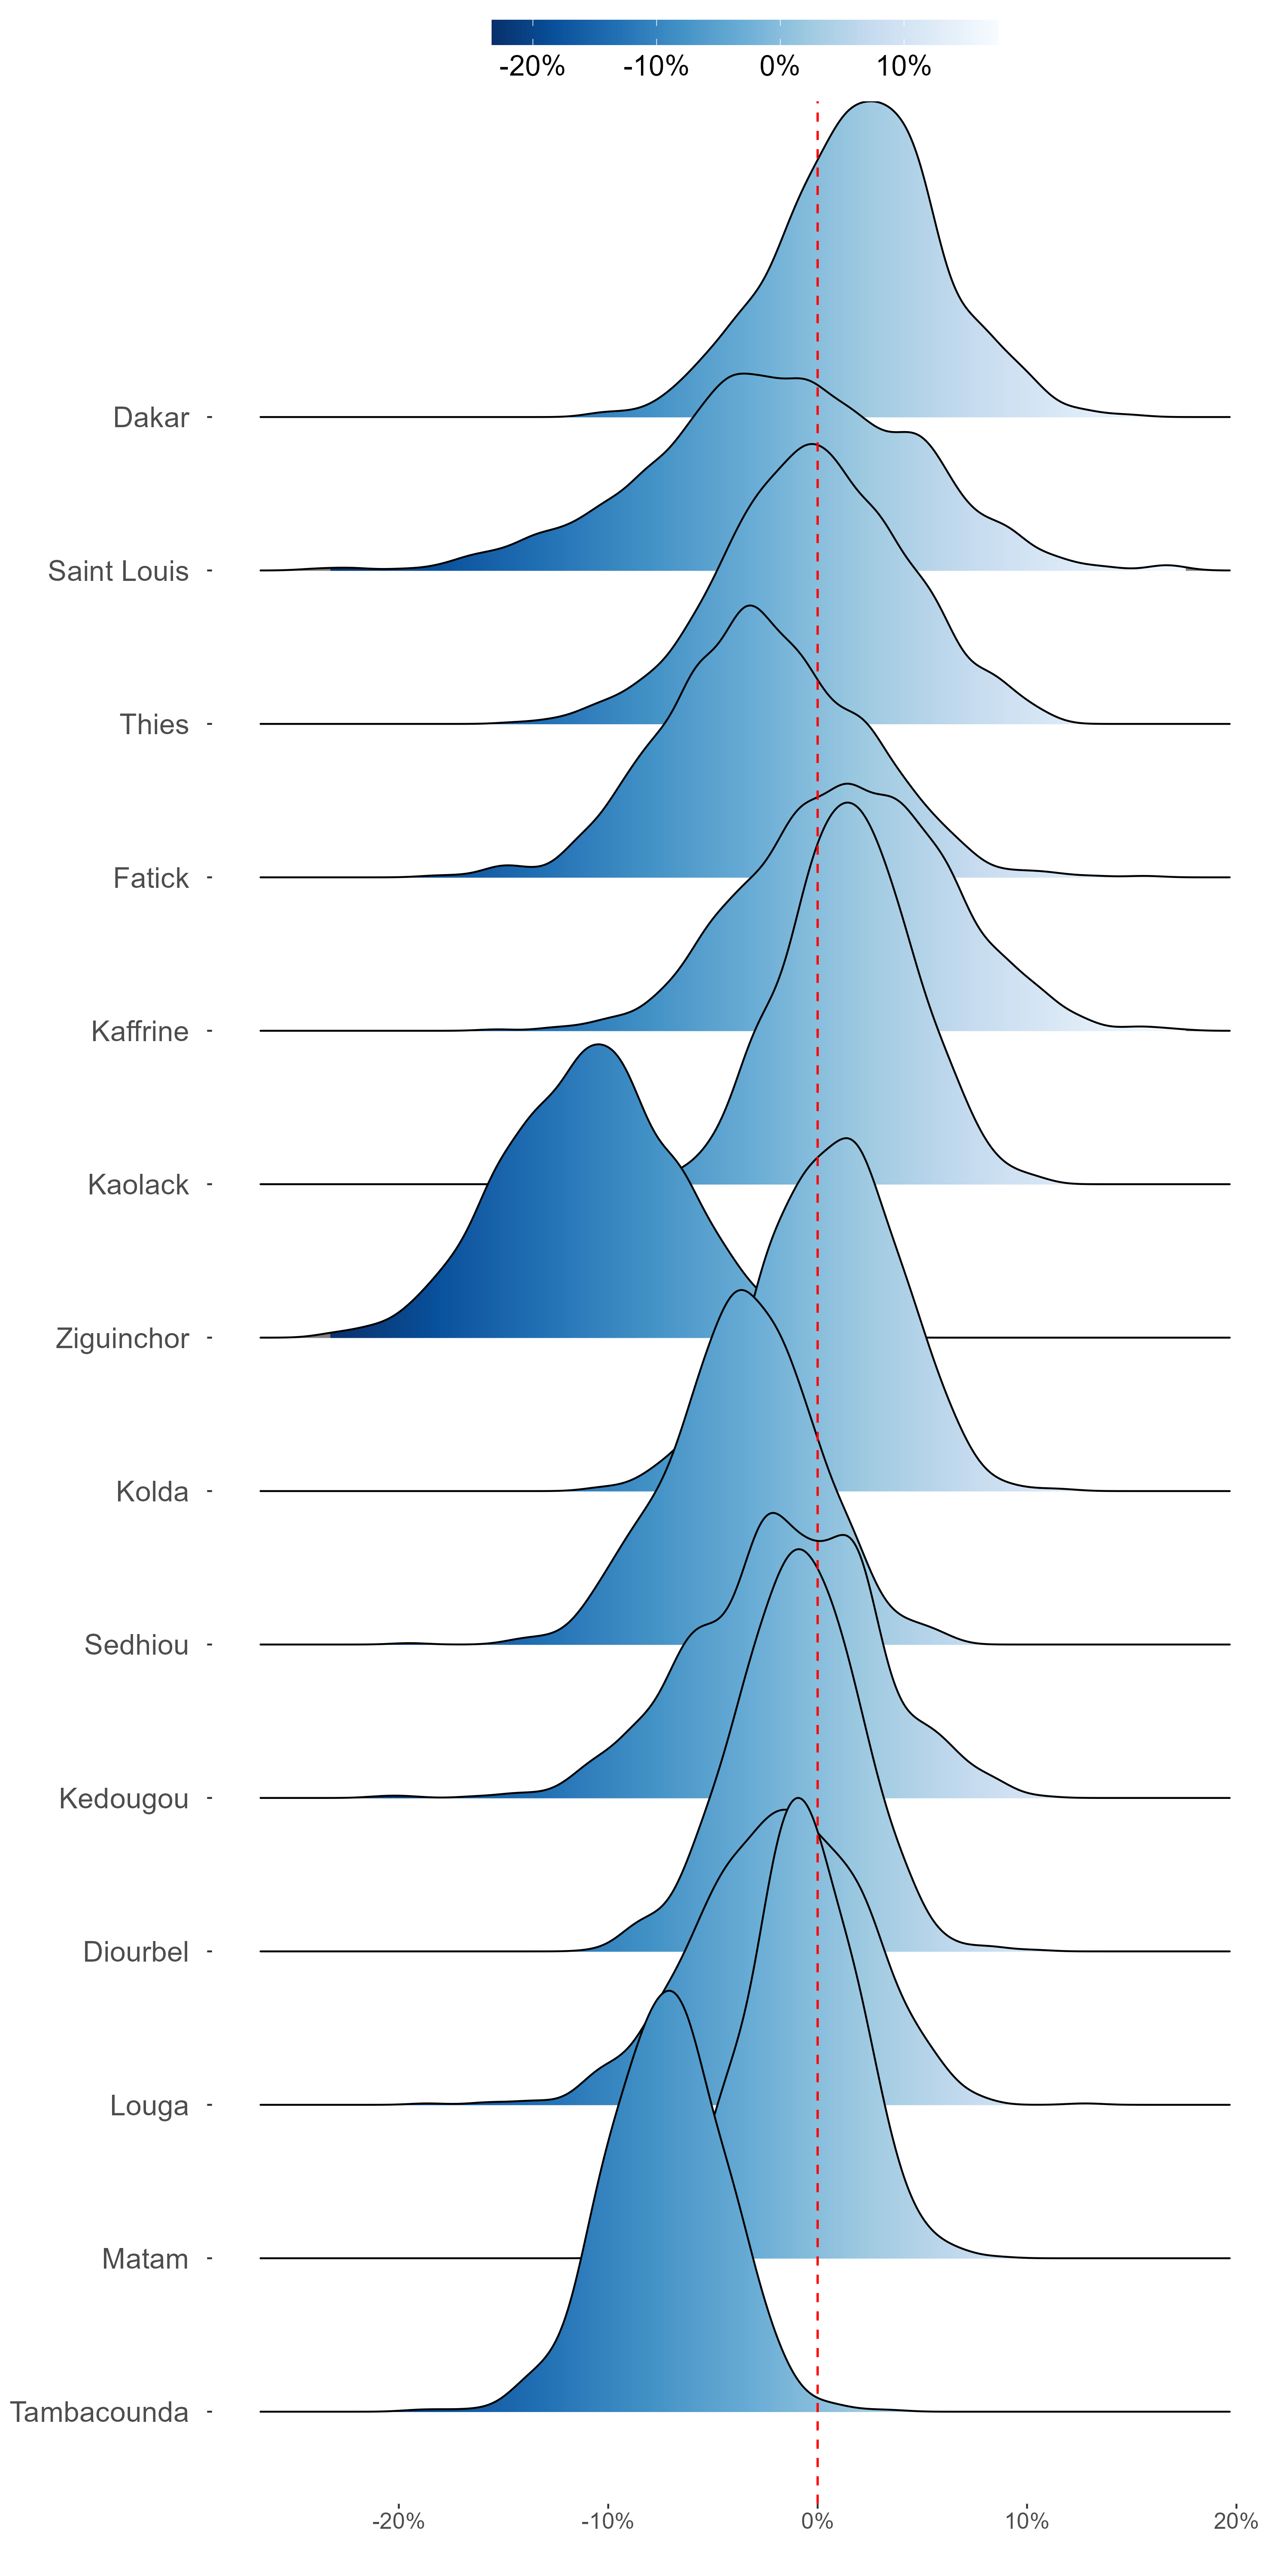 -20% -10% 0% 10%
Dakar
Saint Louis
Thies
Fatick
Kaffrine
Kaolack
Ziguinchor
Kolda
Sedhiou
Kedougou
Diourbel
Louga
Matam
Tambacounda
-20% -10% 0% 10% 20%